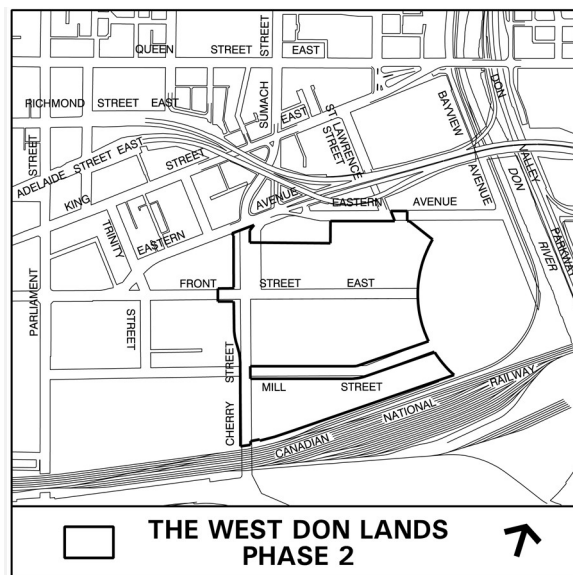 QUEEN STREET EAST
STREET
RICHMOND STREET EAST
SUMACH
EAST
ST LAWRENCE STREET
BAYVIEW AVENUE
DON VALLEY PARKWAY
DON RIVER
STREET
ADELAIDE STREET EAST
KING STREET
AVENUE
EASTERN AVENUE
TRINITY
EASTERN
PARLIAMENT
FRONT STREET EAST
STREET
STREET
MILL STREET
CHERRY
CANADIAN NATIONAL RAILWAY
THE WEST DON LANDS
PHASE 2